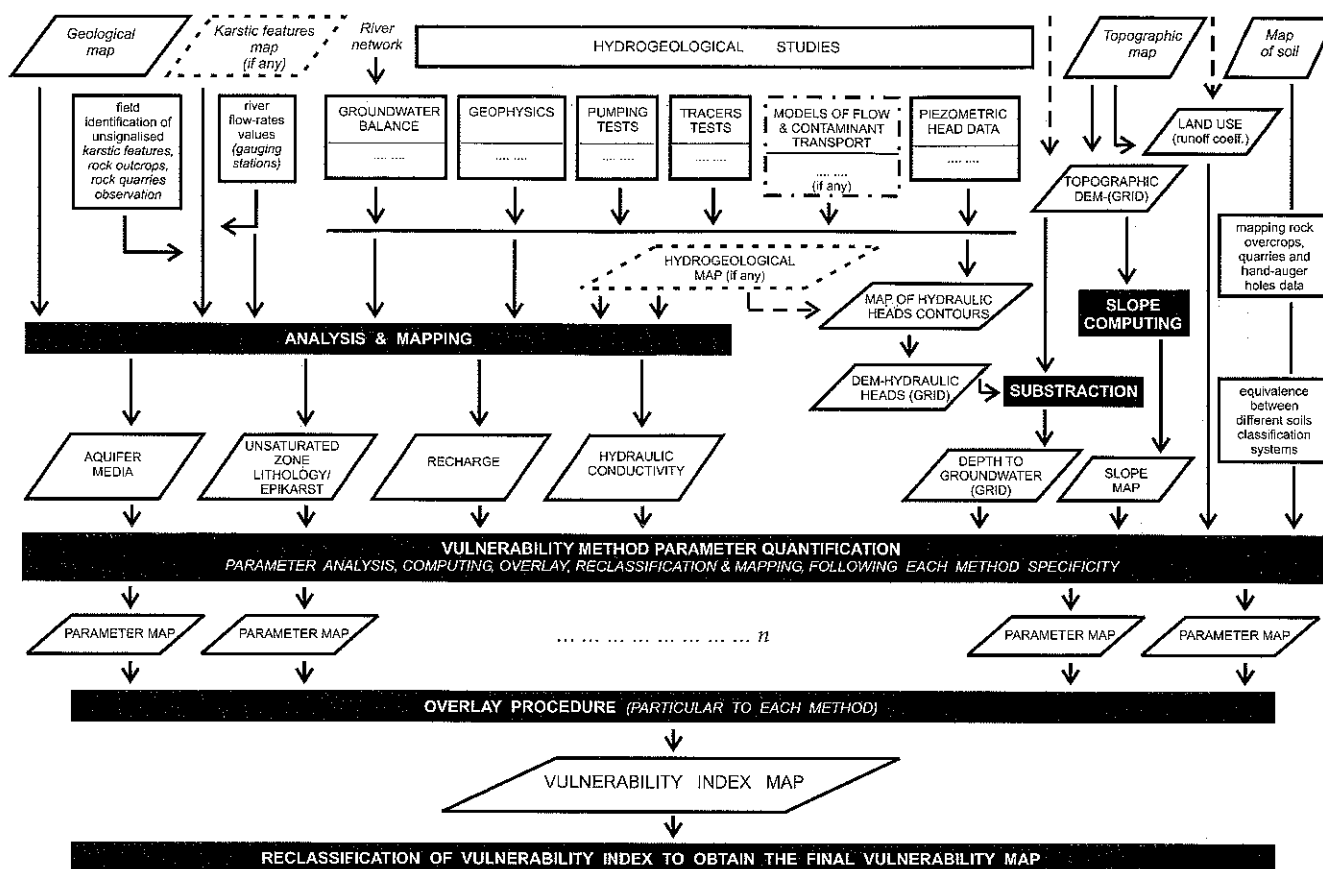 Geological
map
Karstic features
map
(if any)
River
network
HYDROGEOLOGICAL STUDIES
Topographic
map
Map
of soil
field
identification of
unsignalised
karstic features,
rock outcrops,
rock quarries
observation
river
flow-rates
values
(gauging
stations)
GROUNDWATER
BALANCE
.... ....
GEOPHYSICS
.... ....
PUMPING
TESTS
.... ....
TRACERS
TESTS
.... ....
MODELS OF FLOW
& CONTAMINANT
TRANSPORT
.... ....
(if any)
PIEZOMETRIC
HEAD DATA
.... ....
LAND USE
(runoff coeff.)
TOPOGRAPHIC
DEM-(GRID)
mapping rock
overcrops,
quarries and
hand-auger
holes data
HYDROGEOLOGICAL
MAP (if any)
MAP OF HYDRAULIC
HEADS CONTOURS
SLOPE
COMPUTING
ANALYSIS & MAPPING
DEM-HYDRAULIC
HEADS (GRID)
SUBSTRACTION
equivalence
between
different soils
classification
systems
AQUIFER
MEDIA
UNSATURATED
ZONE
LITHOLOGY/
EPIKARST
RECHARGE
HYDRAULIC
CONDUCTIVITY
DEPTH TO
GROUNDWATER
(GRID)
SLOPE
MAP
VULNERABILITY METHOD PARAMETER QUANTIFICATION
PARAMETER ANALYSIS, COMPUTING, OVERLAY, RECLASSIFICATION & MAPPING, FOLLOWING EACH METHOD SPECIFICITY
PARAMETER MAP
PARAMETER MAP
... ... ... ... ... ... ... ... n
PARAMETER MAP
PARAMETER MAP
OVERLAY PROCEDURE (PARTICULAR TO EACH METHOD)
VULNERABILITY INDEX MAP
RECLASSIFICATION OF VULNERABILITY INDEX TO OBTAIN THE FINAL VULNERABILITY MAP